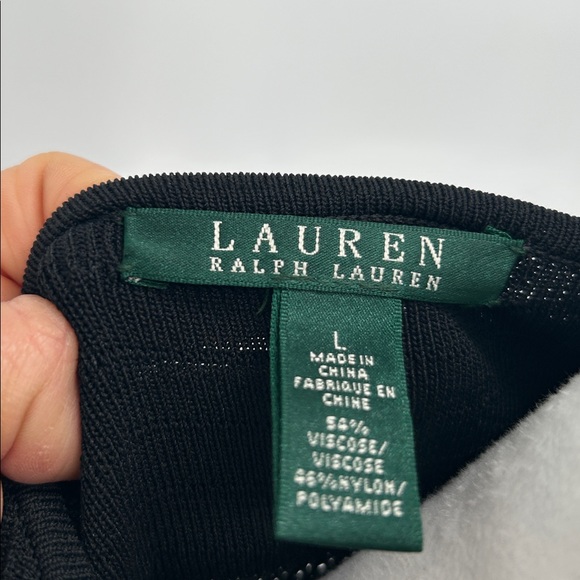 LAUREN
RALPH LAUREN
L
MADE IN
CHINA
FABRIQUE EN
CHINE
54%
VISCOSE/
VISCOSE
46%NYLON/
POLYAMIDE